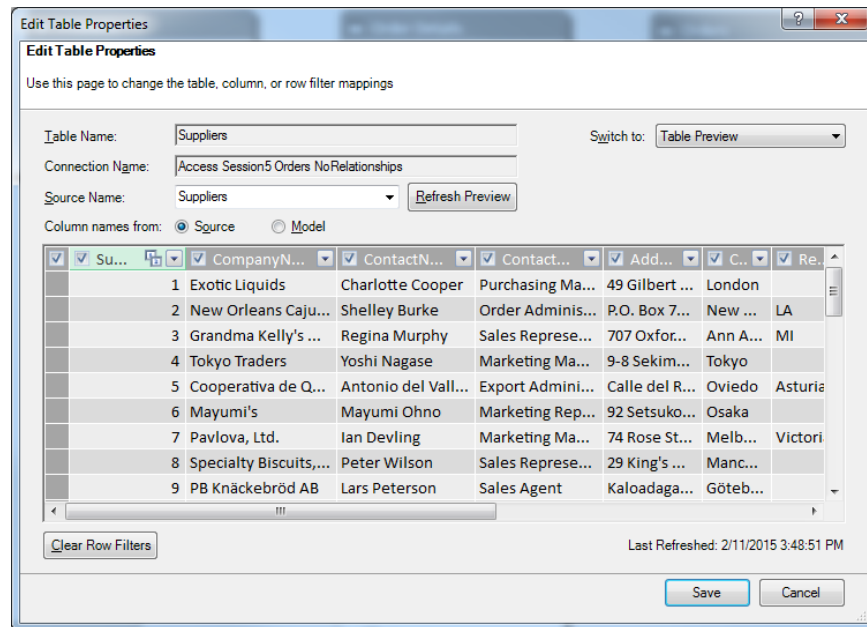 Edit Table Properties
Edit Table Properties
Use this page to change the table, column, or row filter mappings
Table Name: Suppliers Switch to: Table Preview
Connection Name: Access Session5 Orders NoRelationships
Source Name: Suppliers Refresh Preview
Column names from: Source Model
Su... CompanyN... ContactN... Contact... Add... C... Re...
1 Exotic Liquids Charlotte Cooper Purchasing Ma... 49 Gilbert ... London
2 New Orleans Caju... Shelley Burke Order Adminis... P.O. Box 7... New ... LA
3 Grandma Kelly's ... Regina Murphy Sales Represe... 707 Oxfor... Ann A... MI
4 Tokyo Traders Yoshi Nagase Marketing Ma... 9-8 Sekim... Tokyo
5 Cooperativa de Q... Antonio del Vall... Export Admini... Calle del R... Oviedo Asturia
6 Mayumi's Mayumi Ohno Marketing Rep... 92 Setsuko... Osaka
7 Pavlova, Ltd. Ian Devling Marketing Ma... 74 Rose St... Melb... Victori
8 Specialty Biscuits,... Peter Wilson Sales Represe... 29 King's ... Manc...
9 PB Knäckebröd AB Lars Peterson Sales Agent Kaloadaga... Göteb...
Clear Row Filters Last Refreshed: 2/11/2015 3:48:51 PM
Save Cancel